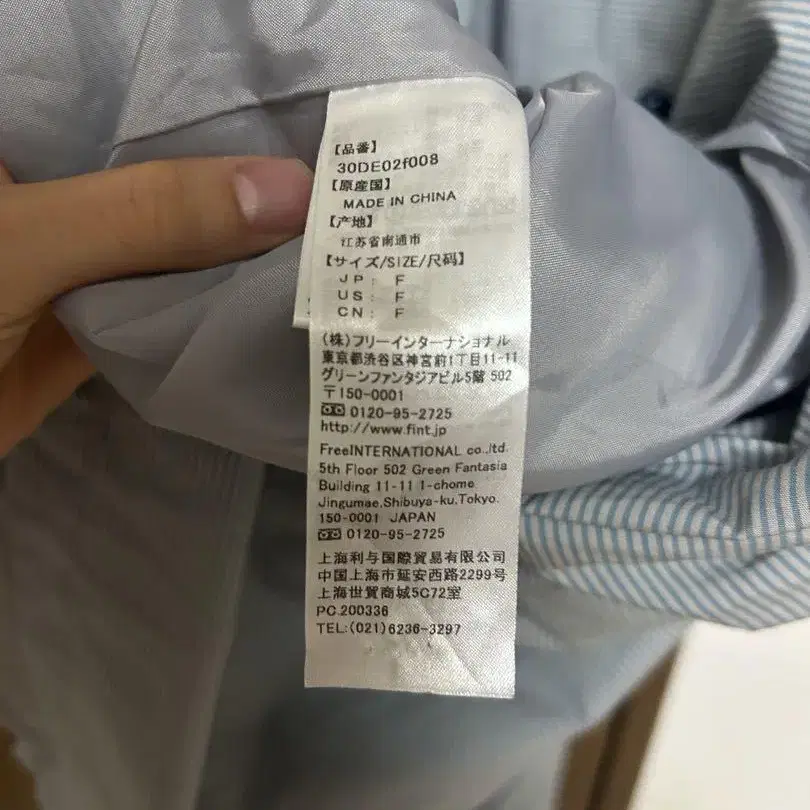 【品番】
30DE02f008
【原産国】
MADE IN CHINA
【产地】
江苏省南通市
【サイズ/SIZE/尺码】
JP: F
US: F
CN: F
(株)フリーインターナショナル
東京都渋谷区神宮前1丁目11-11
グリーンファンタジアビル5階 502
〒150-0001
0120-95-2725
http://www.fint.jp
FreeINTERNATIONAL co.,ltd.
5th Floor 502 Green Fantasia
Building 11-11 1-chome
Jingumae,Shibuya-ku,Tokyo.
150-0001 JAPAN
0120-95-2725
上海利与国際貿易有限公司
中国上海市延安西路2299号
上海世貿商城5C72室
PC.200336
TEL:(021)6236-3297